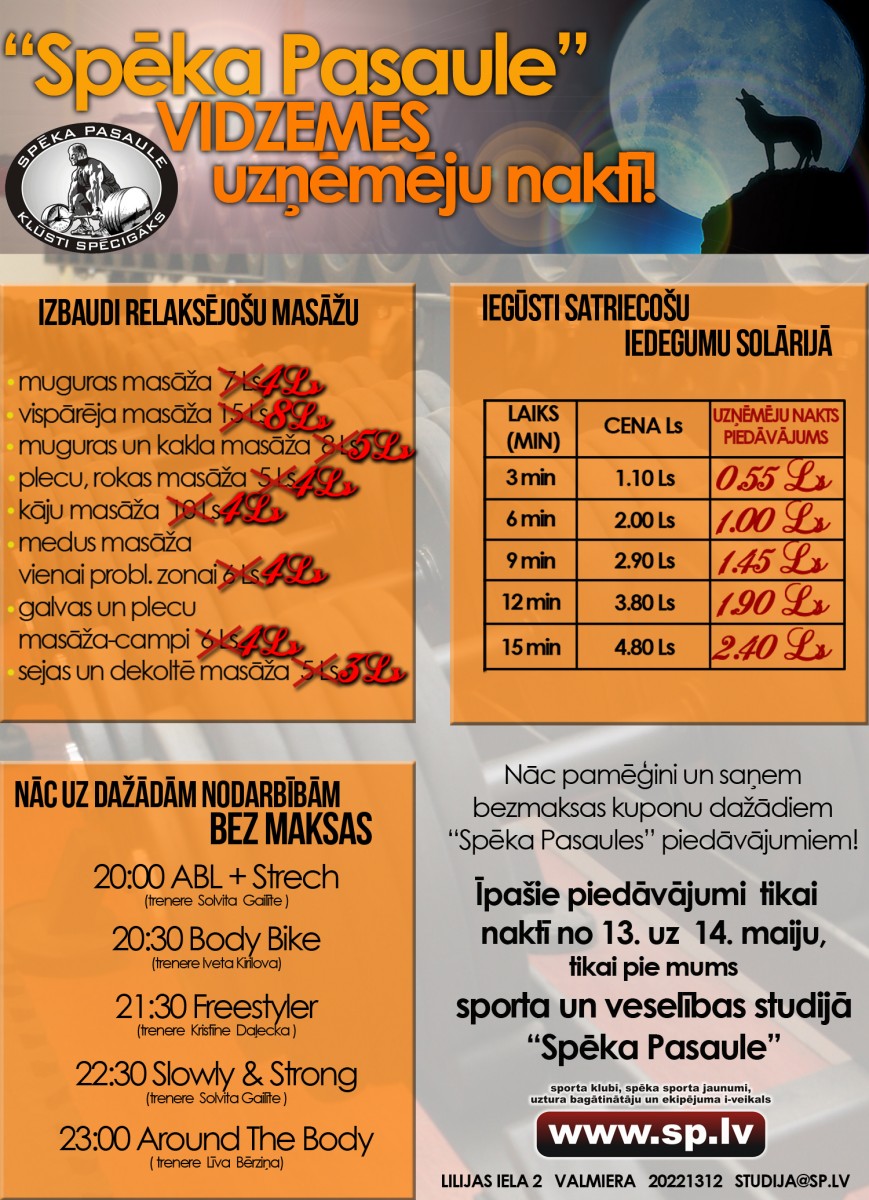 “Spēka Pasaule”
VIDZEMES
uzņēmēju naktī!
SPĒKA PASAULE
KĻŪSTI SPĒCĪGĀKS
IZBAUDI RELAKSĒJOŠU MASĀŽU
• muguras masāža 7 Ls 4Ls
• vispārēja masāža 15 Ls 8Ls
• muguras un kakla masāža 8 Ls 5Ls
• plecu, rokas masāža 5 Ls 4Ls
• kāju masāža 10 Ls 4Ls
• medus masāža
vienai probl. zonai 6 Ls 4Ls
• galvas un plecu
masāža-campi 6 Ls 4Ls
• sejas un dekoltē masāža 5 Ls 3Ls
IEGŪSTI SATRIECOŠU
IEDEGUMU SOLĀRIJĀ
LAIKS (MIN) CENA Ls UZŅĒMĒJU NAKTS PIEDĀVĀJUMS
3 min 1.10 Ls 0.55 Ls
6 min 2.00 Ls 1.00 Ls
9 min 2.90 Ls 1.45 Ls
12 min 3.80 Ls 1.90 Ls
15 min 4.80 Ls 2.40 Ls
NĀC UZ DAŽĀDĀM NODARBĪBĀM
BEZ MAKSAS
20:00 ABL + Strech
(trenere Solvita Gailīte )
20:30 Body Bike
(trenere Iveta Kirilova)
21:30 Freestyler
(trenere Kristīne Daļecka )
22:30 Slowly & Strong
(trenere Solvita Gailīte )
23:00 Around The Body
( trenere Līva Bērziņa)
Nāc pamēģini un saņem
bezmaksas kuponu dažādiem
“Spēka Pasaules” piedāvājumiem!
Īpašie piedāvājumi tikai
naktī no 13. uz 14. maiju,
tikai pie mums
sporta un veselības studijā
“Spēka Pasaule”
sporta klubi, spēka sporta jaunumi,
uztura bagātinātāju un ekipējuma i-veikals
www.sp.lv
LILIJAS IELA 2 VALMIERA 20221312 STUDIJA@SP.LV